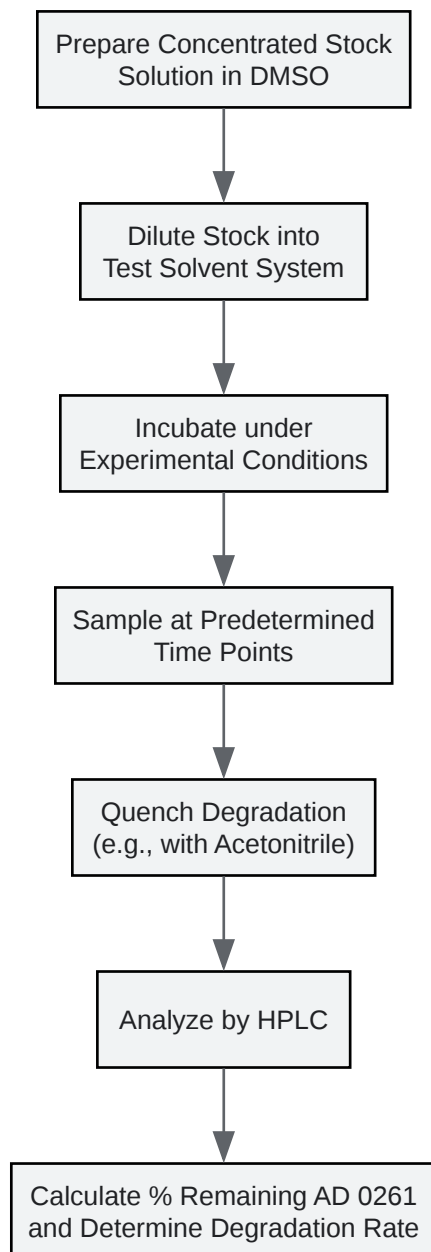 Prepare Concentrated Stock
Solution in DMSO
Dilute Stock into
Test Solvent System
Incubate under
Experimental Conditions
Sample at Predetermined
Time Points
Quench Degradation
(e.g., with Acetonitrile)
Analyze by HPLC
Calculate % Remaining AD 0261
and Determine Degradation Rate